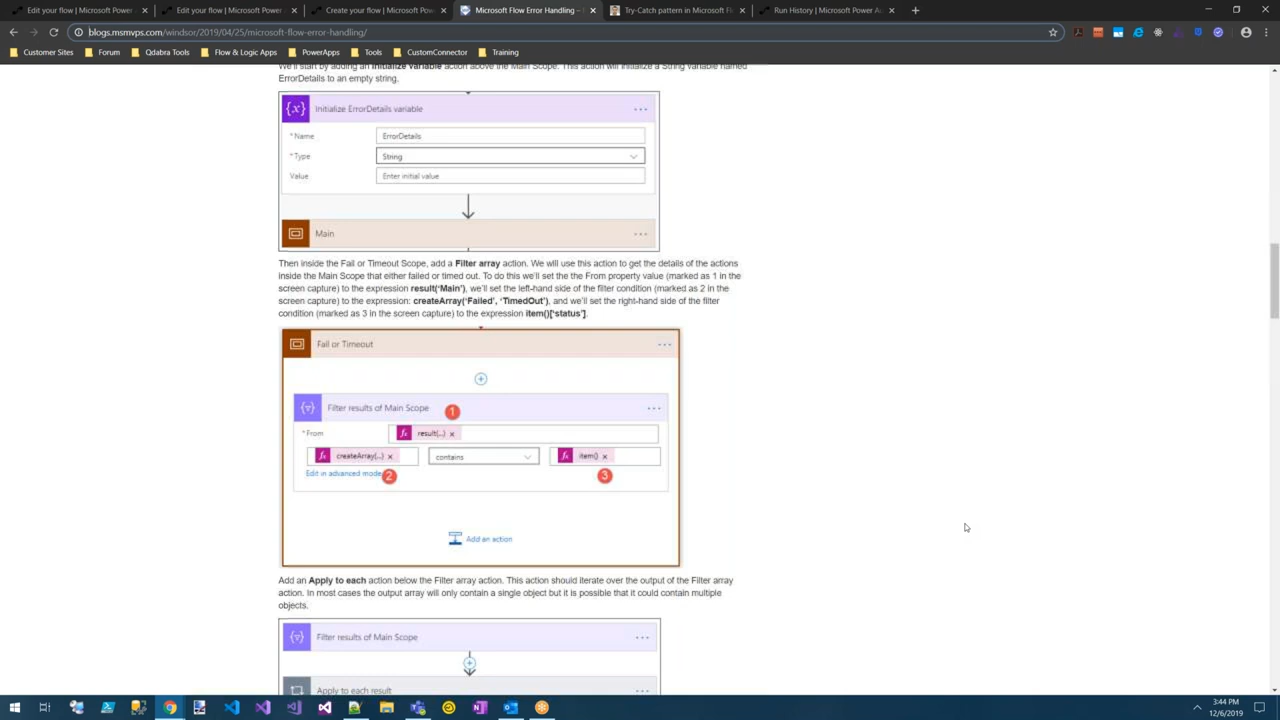 Edit your flow | Microsoft Power
Edit your flow | Microsoft Power
Create your flow | Microsoft Pow
Microsoft Flow Error Handling –
Try-Catch pattern in Microsoft Fl
Run History | Microsoft Power A
blogs.msmvps.com/windsor/2019/04/25/microsoft-flow-error-handling/
Customer Sites
Forum
Qdabra Tools
Flow & Logic Apps
PowerApps
Tools
CustomConnector
Training
We'll start by adding an Initialize variable action above the Main Scope. This action will initialize a String variable named
ErrorDetails to an empty string.
Initialize ErrorDetails variable
* Name
ErrorDetails
* Type
String
Value
Enter initial value
Main
Then inside the Fail or Timeout Scope, add a Filter array action. We will use this action to get the details of the actions
inside the Main Scope that either failed or timed out. To do this we'll set the the From property value (marked as 1 in the
screen capture) to the expression result('Main'), we'll set the left-hand side of the filter condition (marked as 2 in the
screen capture) to the expression: createArray('Failed', 'TimedOut'), and we'll set the right-hand side of the filter
condition (marked as 3 in the screen capture) to the expression item()['status'].
Fail or Timeout
Filter results of Main Scope
1
* From
fx result(...) x
fx createArray(...) x
contains
fx item() x
Edit in advanced mode
2
3
Add an action
Add an Apply to each action below the Filter array action. This action should iterate over the output of the Filter array
action. In most cases the output array will only contain a single object but it is possible that it could contain multiple
objects.
Filter results of Main Scope
Apply to each result
3:44 PM
12/6/2019